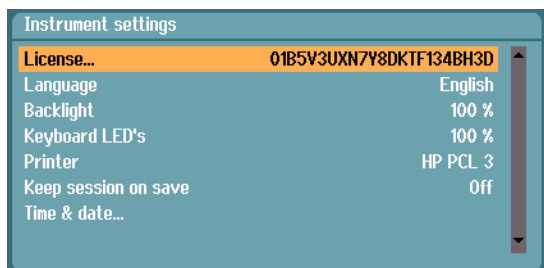 Instrument settings
License... 01B5V3UXN7Y8DKTF134BH3D
Language English
Backlight 100 %
Keyboard LED's 100 %
Printer HP PCL 3
Keep session on save Off
Time & date...